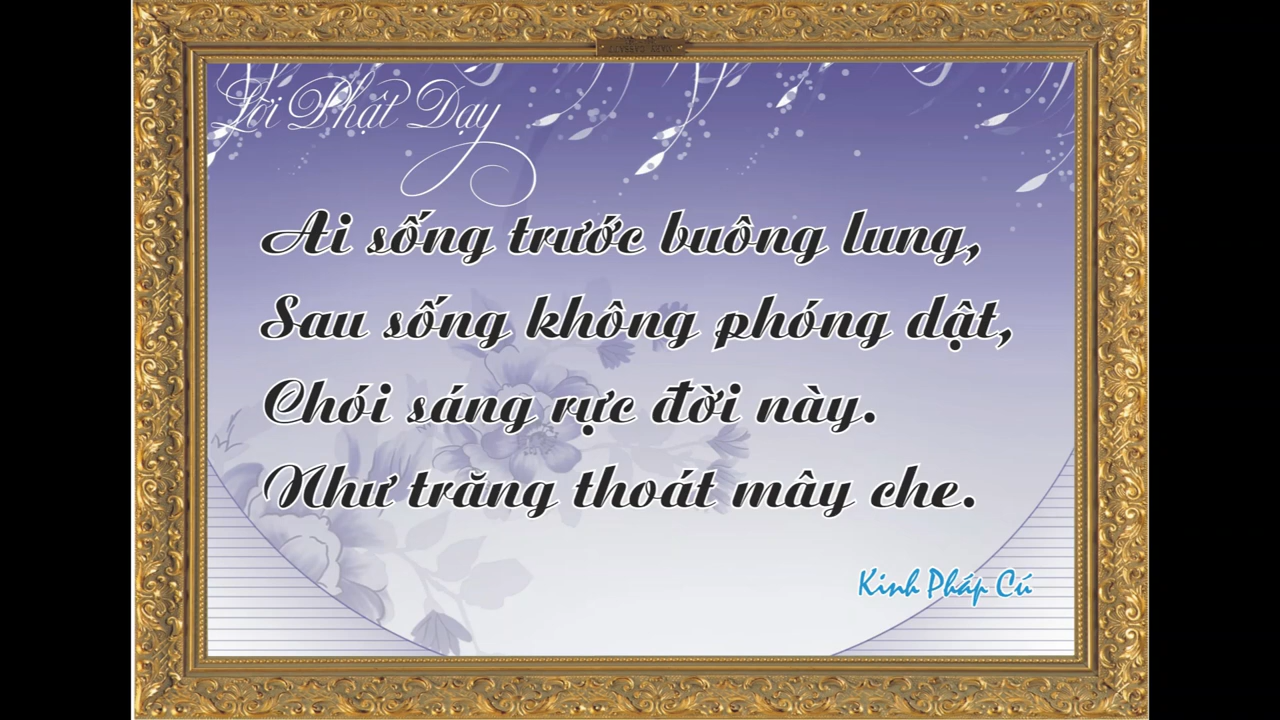 Lời Phật Dạy
Ai sống trước buông lung,
Sau sống không phóng dật,
Chói sáng rực đời này.
Như trăng thoát mây che.
Kinh Pháp Cú